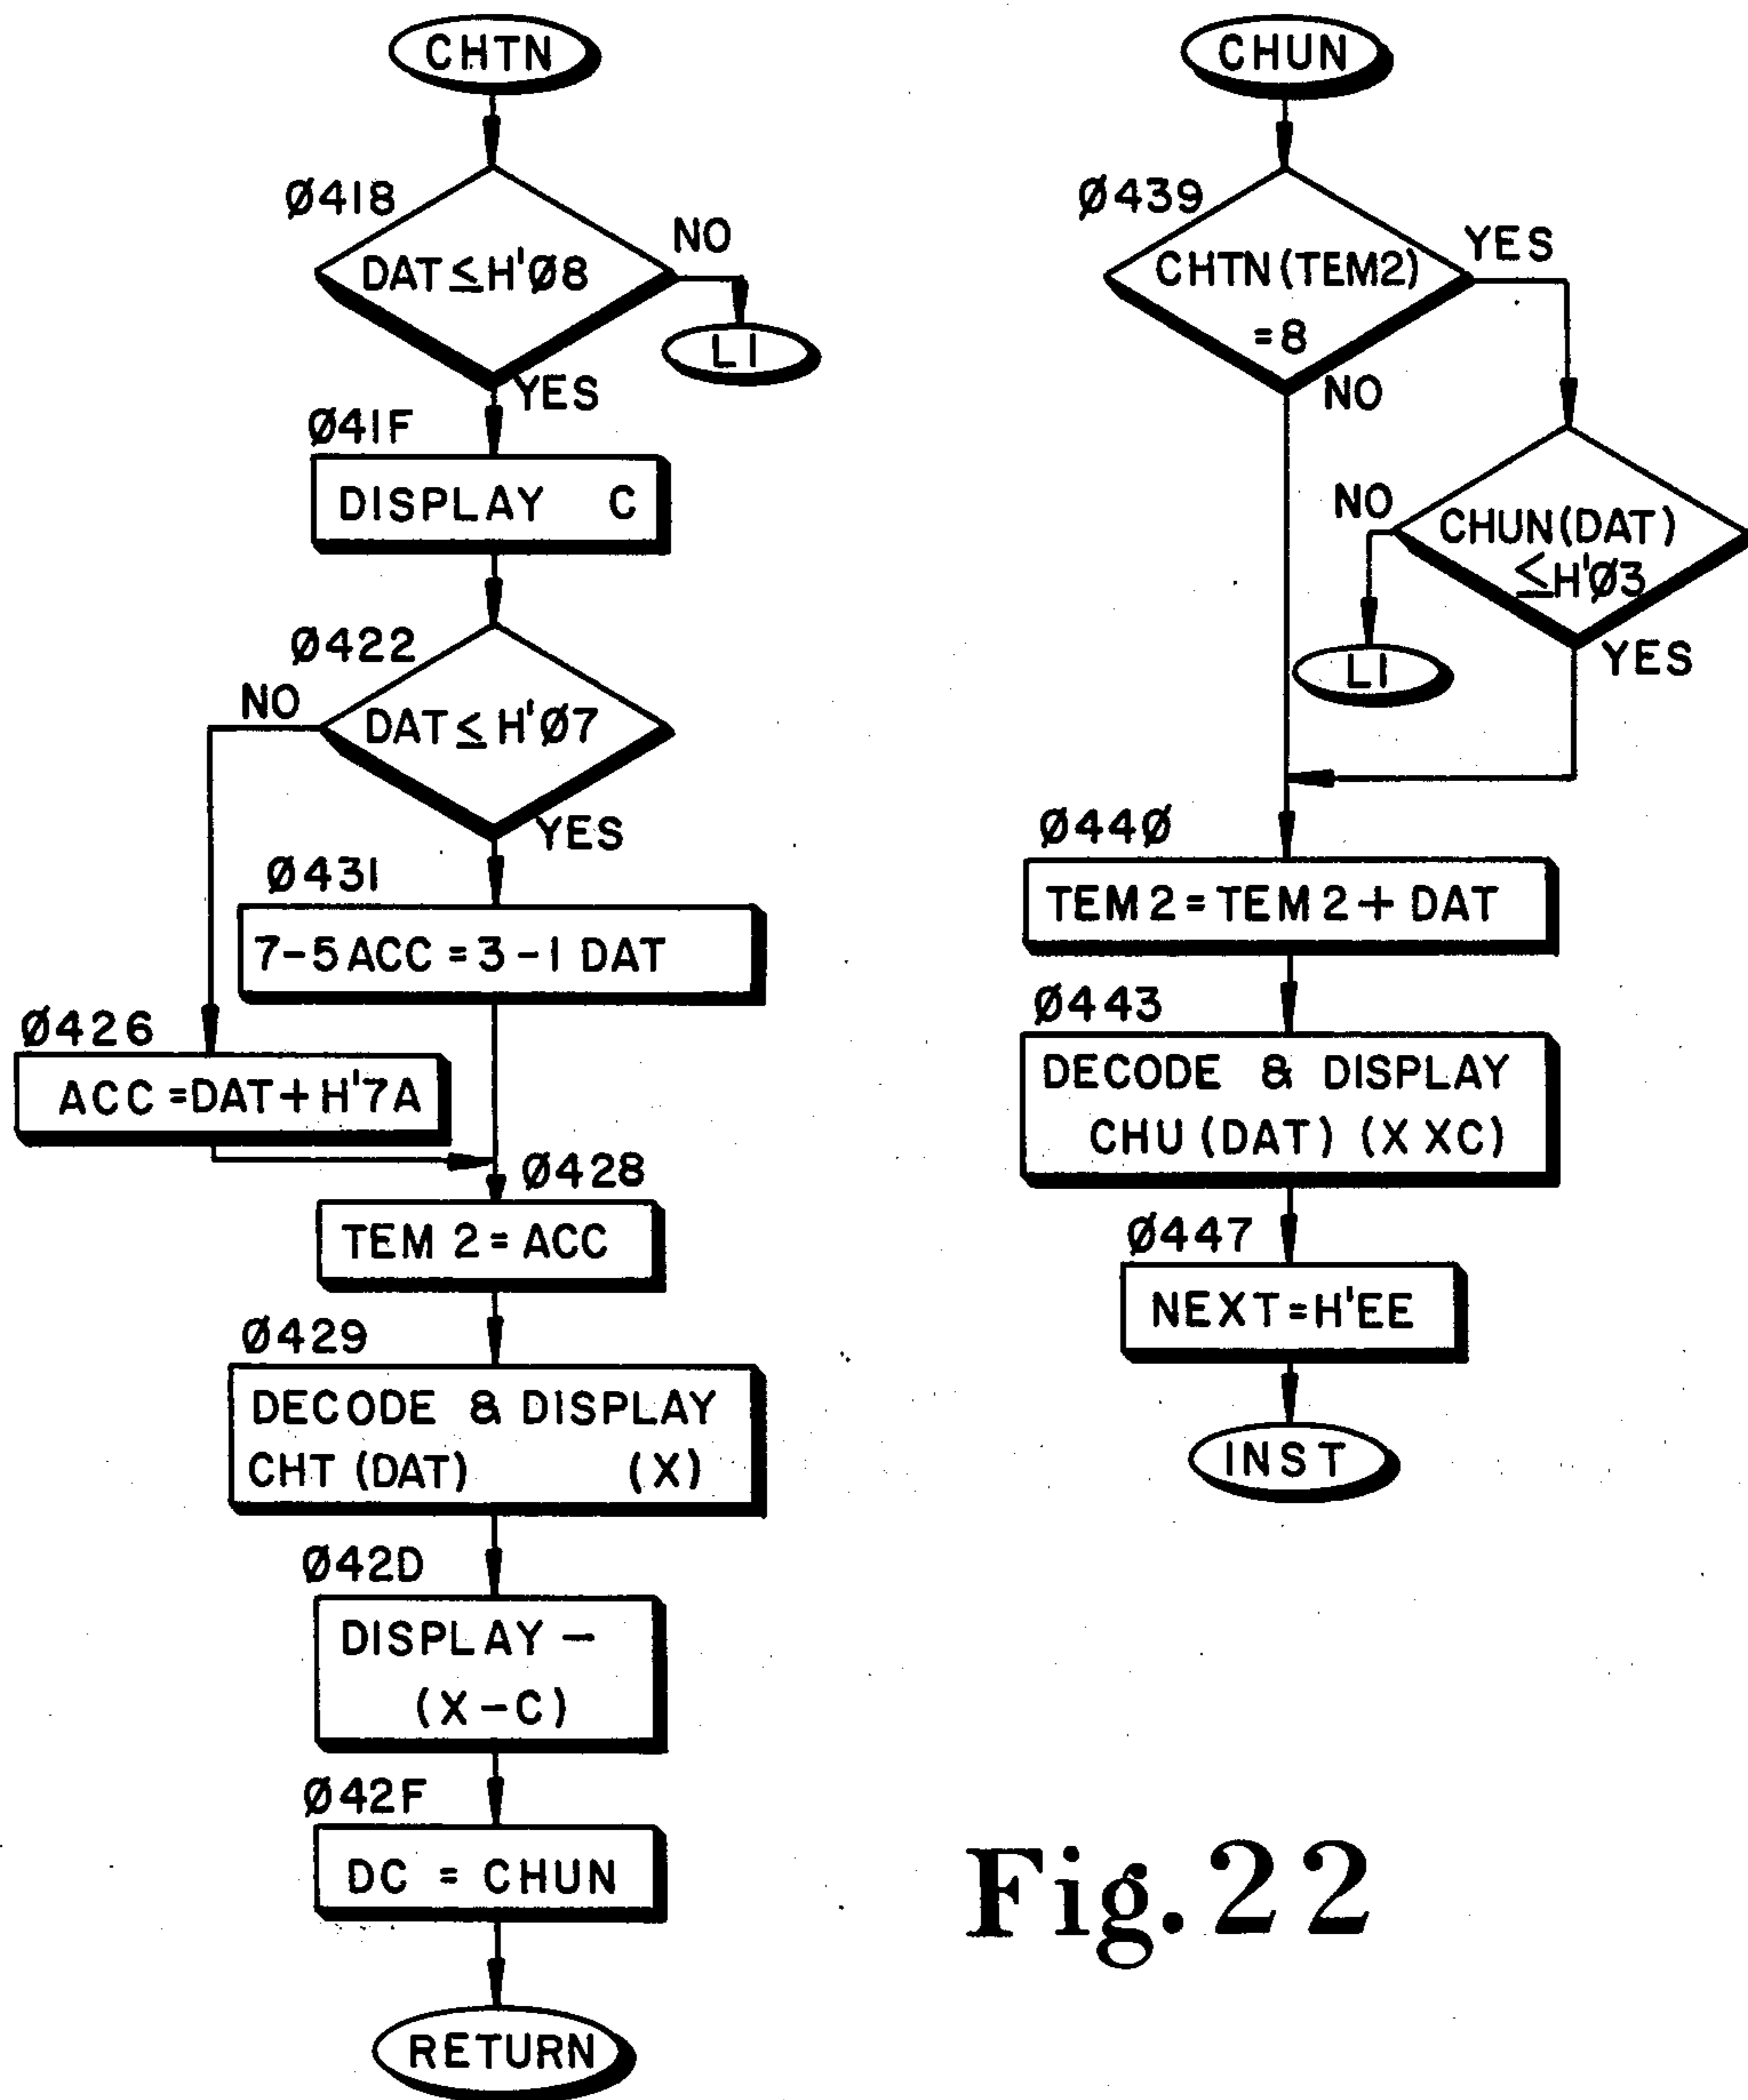 CHTN
Ø418
DAT ≤ H'Ø8
NO
LI
YES
Ø41F
DISPLAY C
Ø422
NO
DAT ≤ H'Ø7
YES
Ø431
7-5 ACC = 3-1 DAT
Ø426
ACC = DAT + H'7A
Ø428
TEM 2 = ACC
Ø429
DECODE & DISPLAY
CHT (DAT) (X)
Ø42D
DISPLAY –
(X – C)
Ø42F
DC = CHUN
RETURN
CHUN
Ø439
CHTN (TEM2)
= 8
YES
NO
NO
CHUN (DAT)
≤ H'Ø3
LI
YES
Ø44Ø
TEM 2 = TEM 2 + DAT
Ø443
DECODE & DISPLAY
CHU (DAT) (X XC)
Ø447
NEXT = H'EE
INST
Fig. 22